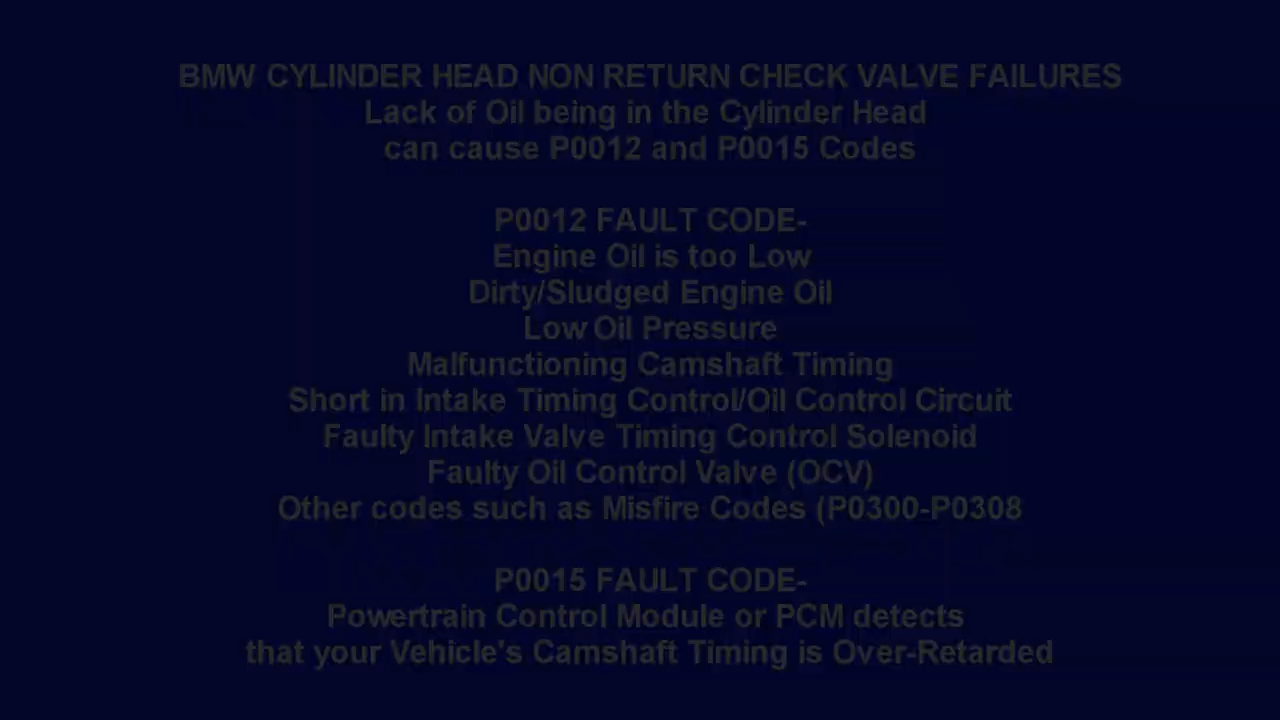 BMW CYLINDER HEAD NON RETURN CHECK VALVE FAILURES
Lack of Oil being in the Cylinder Head
can cause P0012 and P0015 Codes
P0012 FAULT CODE-
Engine Oil is too Low
Dirty/Sludged Engine Oil
Low Oil Pressure
Malfunctioning Camshaft Timing
Short in Intake Timing Control/Oil Control Circuit
Faulty Intake Valve Timing Control Solenoid
Faulty Oil Control Valve (OCV)
Other codes such as Misfire Codes (P0300-P0308
P0015 FAULT CODE-
Powertrain Control Module or PCM detects
that your Vehicle's Camshaft Timing is Over-Retarded